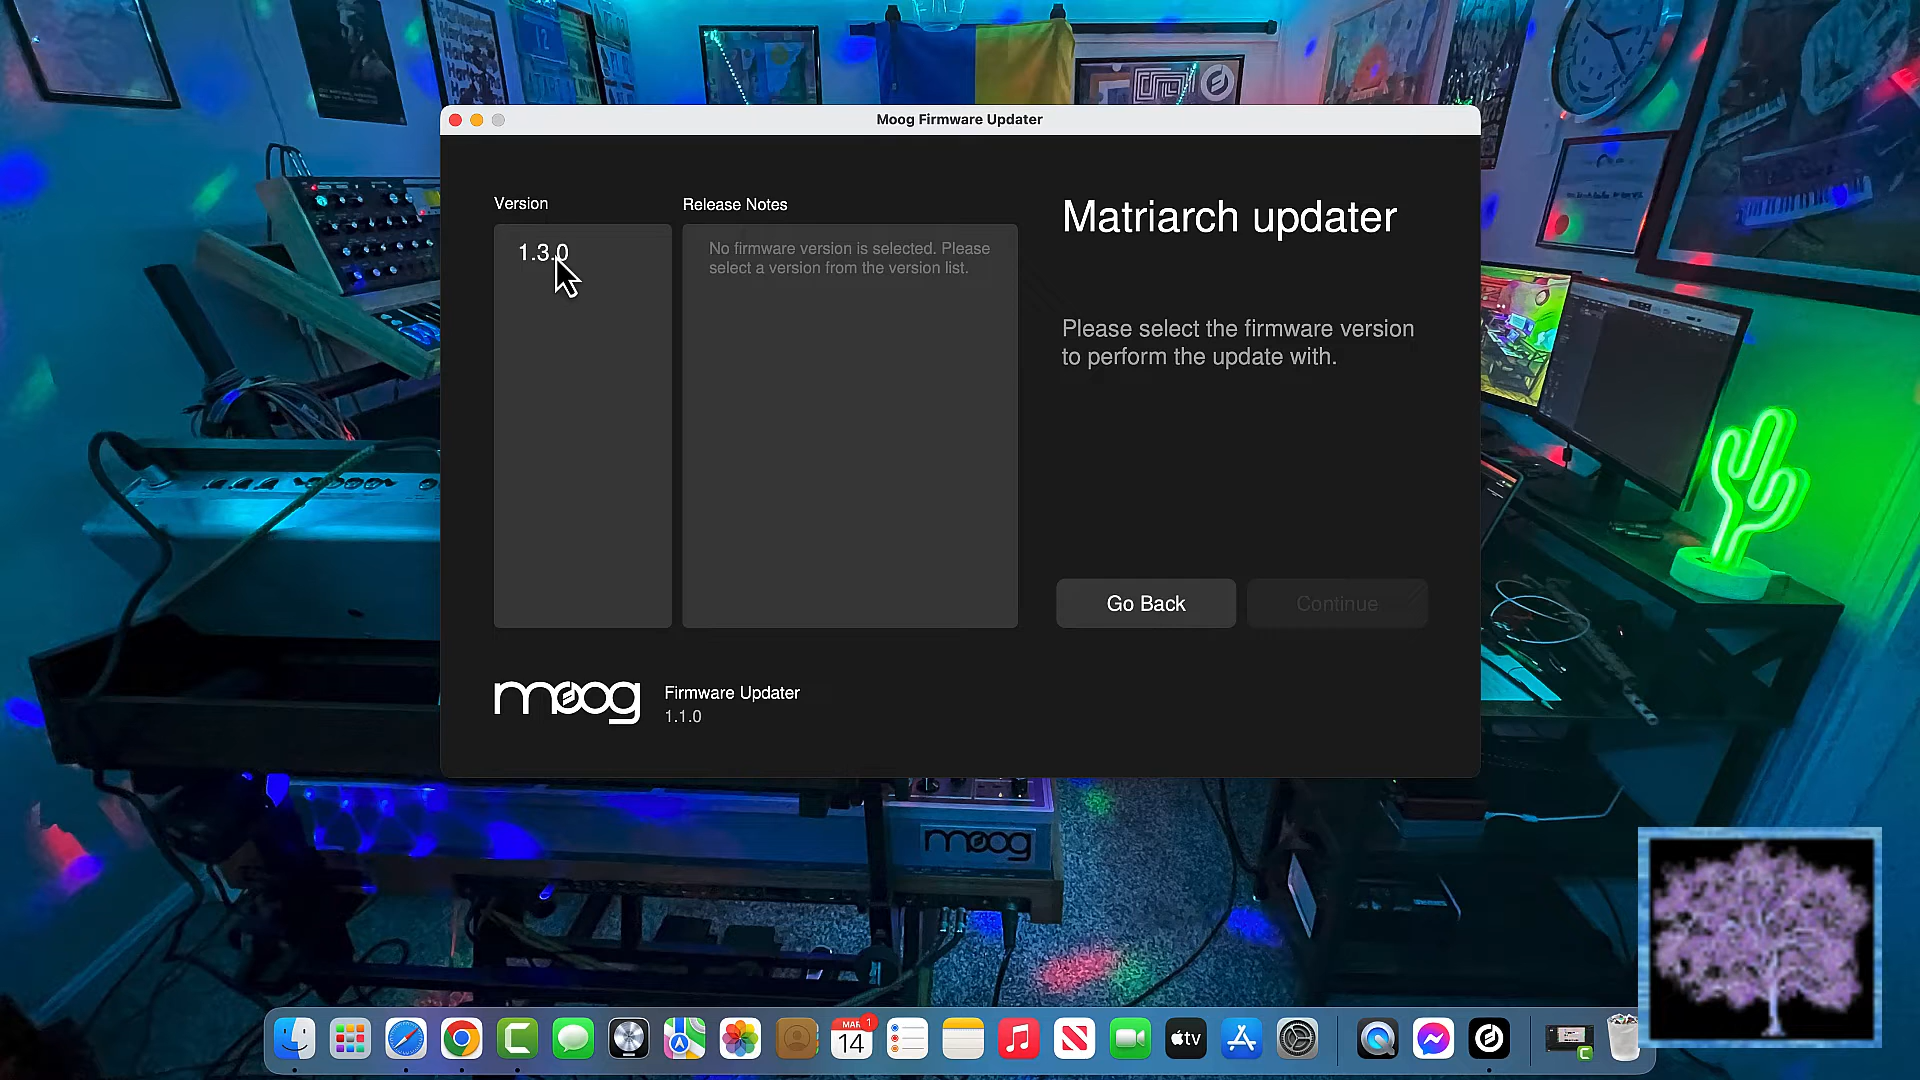 Moog Firmware Updater
Version
Release Notes
Matriarch updater
1.3.0
No firmware version is selected. Please
select a version from the version list.
Please select the firmware version
to perform the update with.
Go Back
Continue
moog
Firmware Updater
1.1.0
moog
MAR
1
14
tv